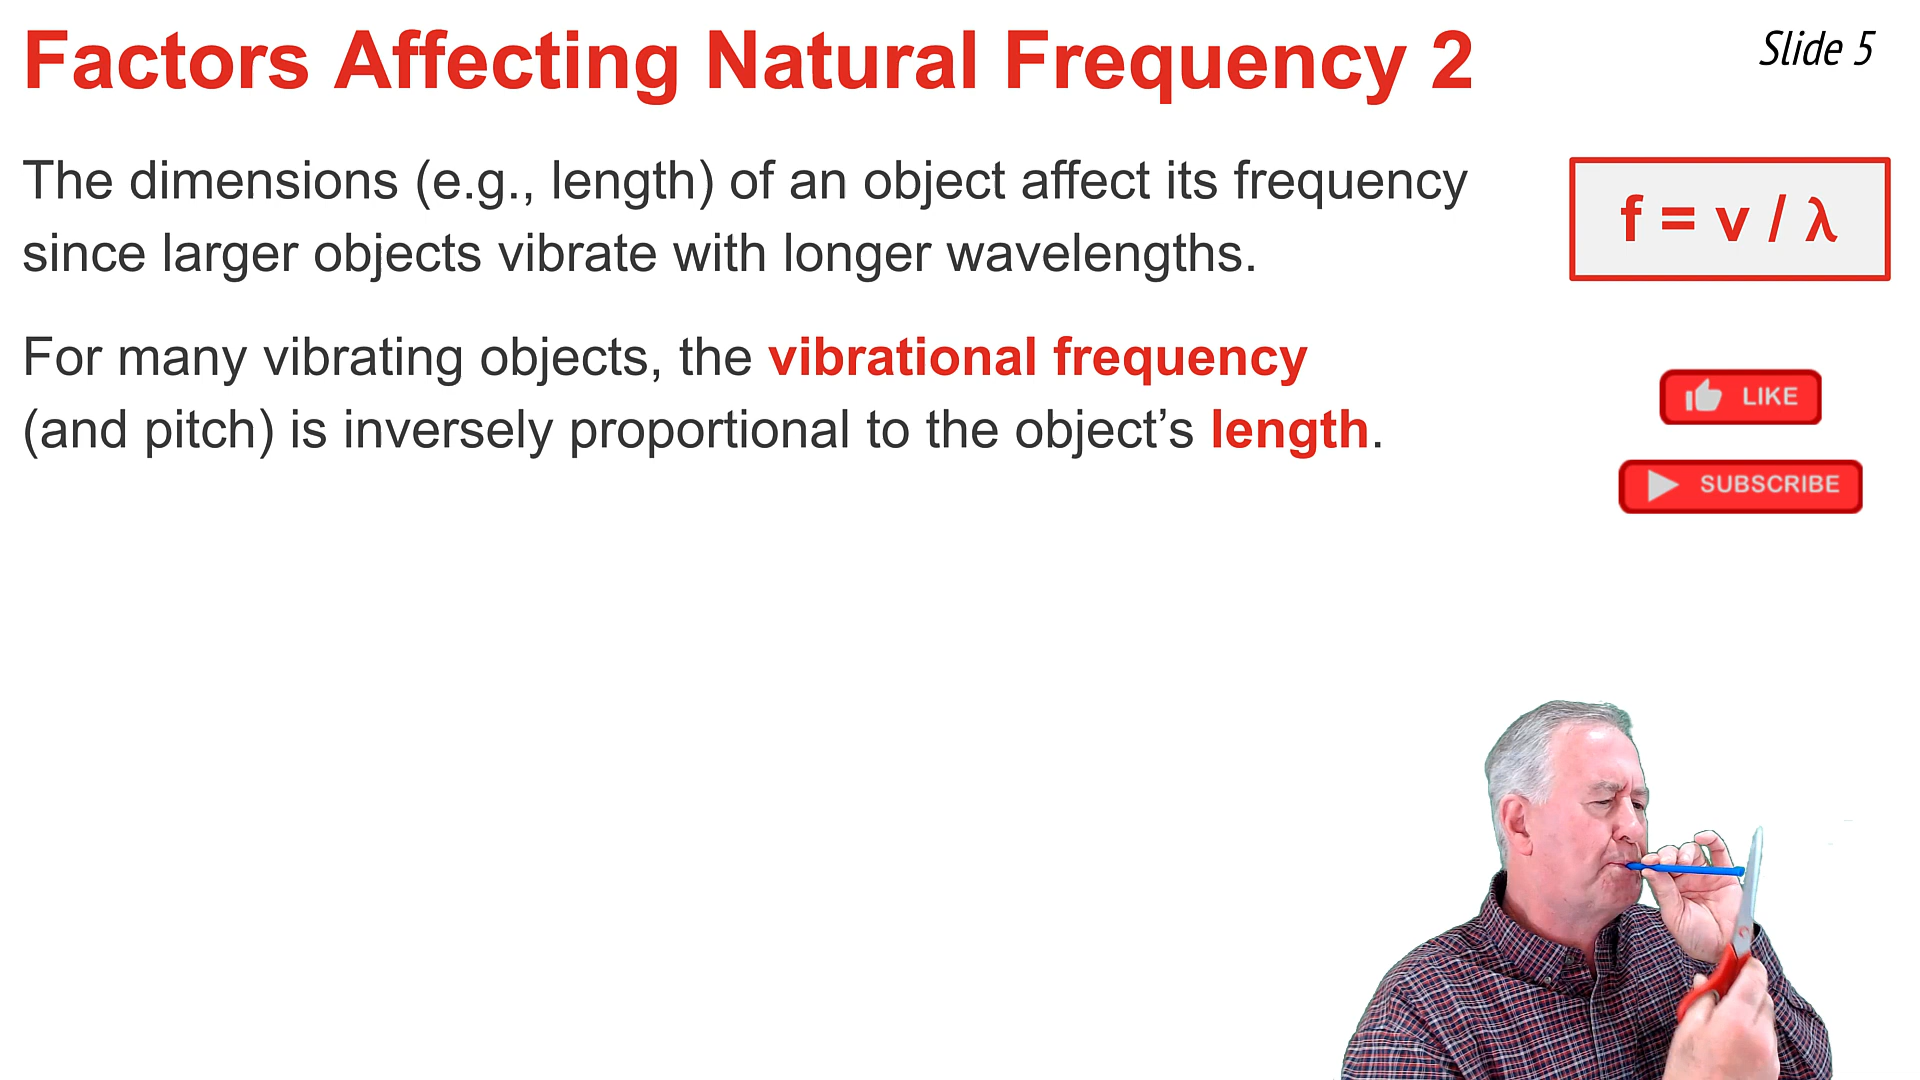 Factors Affecting Natural Frequency 2
Slide 5
The dimensions (e.g., length) of an object affect its frequency
since larger objects vibrate with longer wavelengths.
f = v / λ
For many vibrating objects, the vibrational frequency
(and pitch) is inversely proportional to the object’s length.
LIKE
SUBSCRIBE